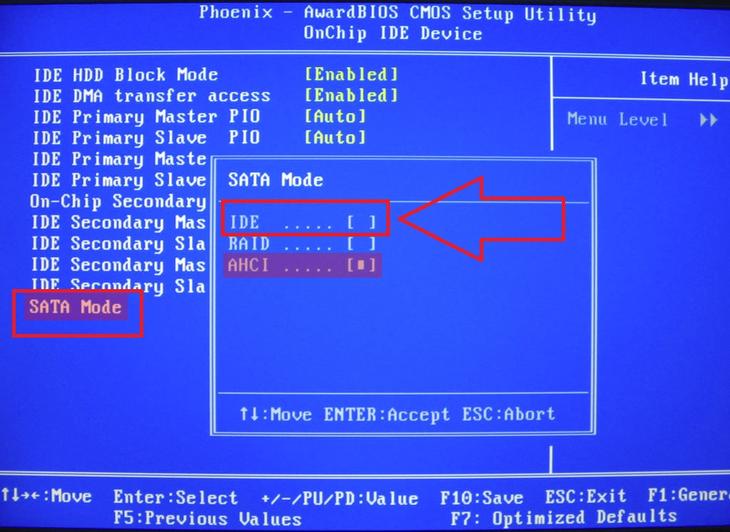 Phoenix - AwardBIOS CMOS Setup Utility
OnChip IDE Device
IDE HDD Block Mode [Enabled]
IDE DMA transfer access [Enabled]
IDE Primary Master PIO [Auto]
IDE Primary Slave PIO [Auto]
IDE Primary Maste
IDE Primary Slave
On-Chip Secondary
IDE Secondary Mas
IDE Secondary Sla
IDE Secondary Mas
IDE Secondary Sla
SATA Mode
Item Help
Menu Level ▶▶
SATA Mode
IDE ..... [ ]
RAID ..... [ ]
AHCI ..... [■]
↑↓:Move ENTER:Accept ESC:Abort
↑↓→←:Move Enter:Select +/-/PU/PD:Value F10:Save ESC:Exit F1:Gener
F5:Previous Values F7: Optimized Defaults